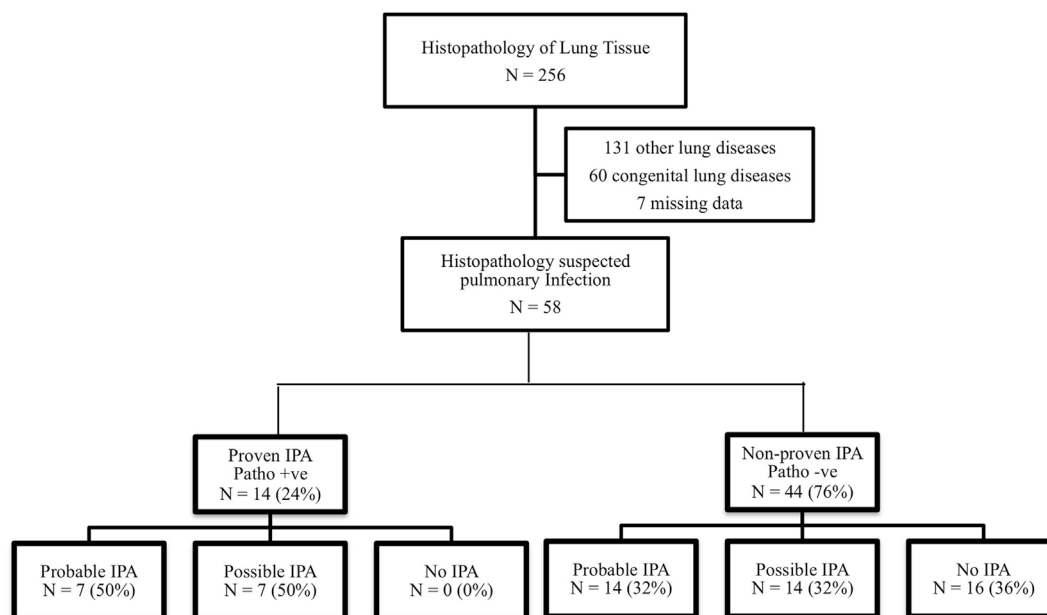 Histopathology of Lung Tissue
N = 256
131 other lung diseases
60 congenital lung diseases
7 missing data
Histopathology suspected
pulmonary Infection
N = 58
Proven IPA
Patho +ve
N = 14 (24%)
Non-proven IPA
Patho -ve
N = 44 (76%)
Probable IPA
N = 7 (50%)
Possible IPA
N = 7 (50%)
No IPA
N = 0 (0%)
Probable IPA
N = 14 (32%)
Possible IPA
N = 14 (32%)
No IPA
N = 16 (36%)